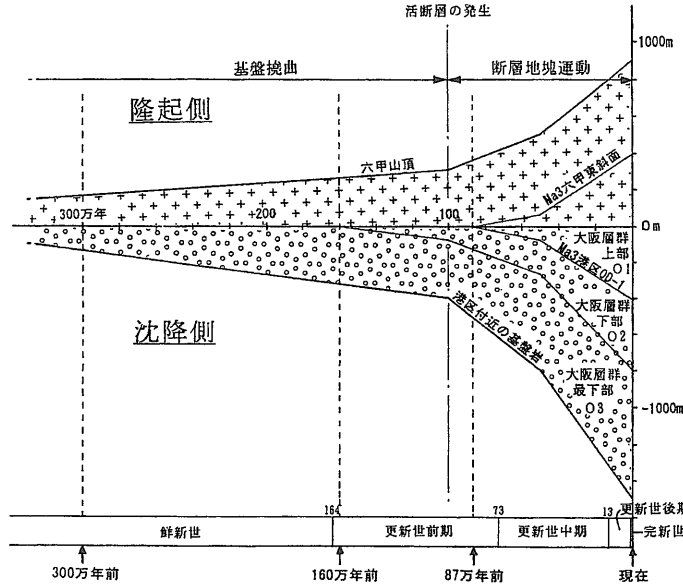 活断層の発生
1000m
基盤撓曲
断層地塊運動
隆起側
六甲山頂
Ma3六甲東斜面
300万年
200
100
0m
大阪層群
上部
O1
Ma3港区OD-1
大阪層群
下部
O2
沈降側
港区付近の基盤岩
大阪層群
最下部
O3
-1000m
164
73
13
更新世後期
鮮新世
更新世前期
更新世中期
完新世
300万年前
160万年前
87万年前
現在